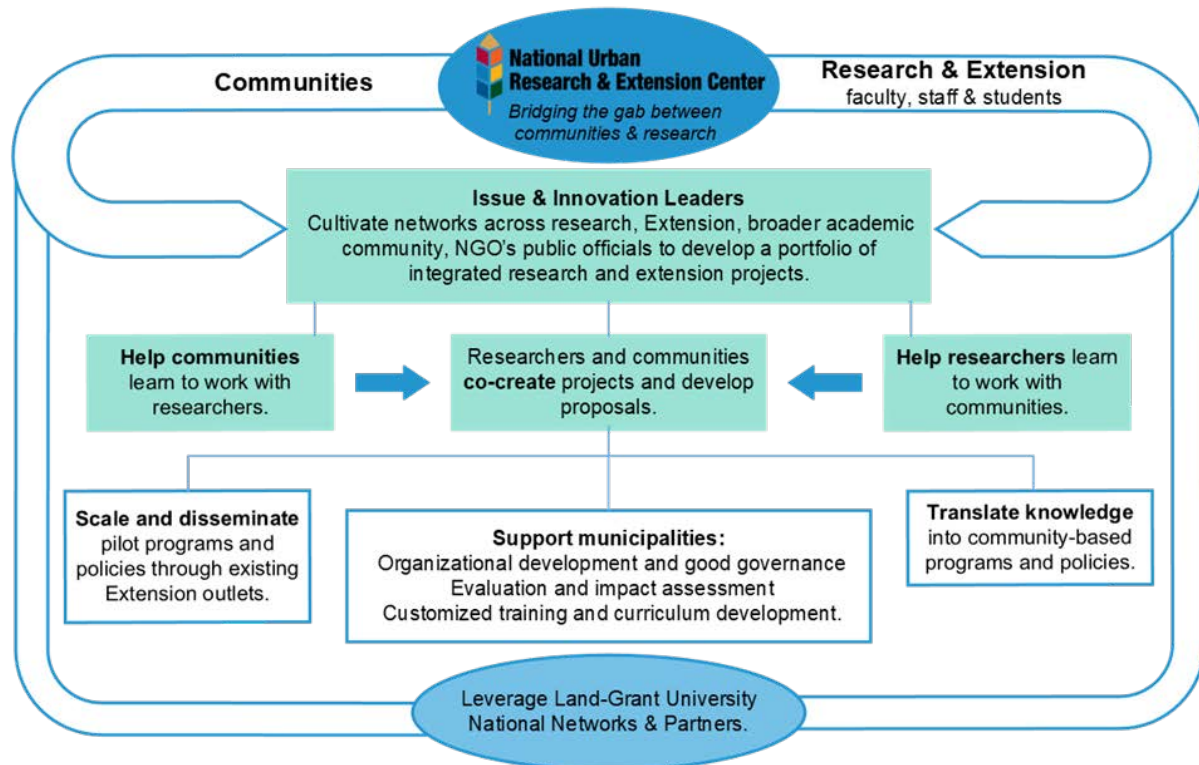 Communities
National Urban
Research & Extension Center
Bridging the gab between
communities & research
Research & Extension
faculty, staff & students
Issue & Innovation Leaders
Cultivate networks across research, Extension, broader academic
community, NGO's public officials to develop a portfolio of
integrated research and extension projects.
Help communities
learn to work with
researchers.
Researchers and communities
co-create projects and develop
proposals.
Help researchers learn
to work with
communities.
Scale and disseminate
pilot programs and
policies through existing
Extension outlets.
Support municipalities:
Organizational development and good governance
Evaluation and impact assessment
Customized training and curriculum development.
Translate knowledge
into community-based
programs and policies.
Leverage Land-Grant University
National Networks & Partners.